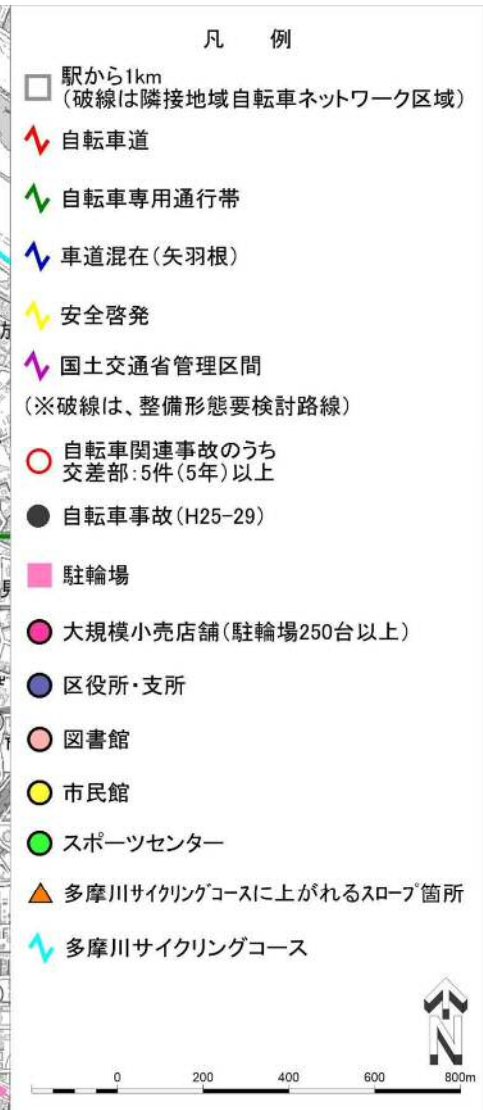 凡 例
駅から1km
（破線は隣接地域自転車ネットワーク区域）
自転車道
自転車専用通行帯
車道混在（矢羽根）
安全啓発
国土交通省管理区間
（※破線は、整備形態要検討路線）
自転車関連事故のうち
交差部：5件（5年）以上
自転車事故（H25-29）
駐輪場
大規模小売店舗（駐輪場250台以上）
区役所・支所
図書館
市民館
スポーツセンター
多摩川ｻｲｸﾘﾝｸﾞｺｰｽに上がれるｽﾛｰﾌﾟ箇所
多摩川サイクリングコース
N
0 200 400 600 800m